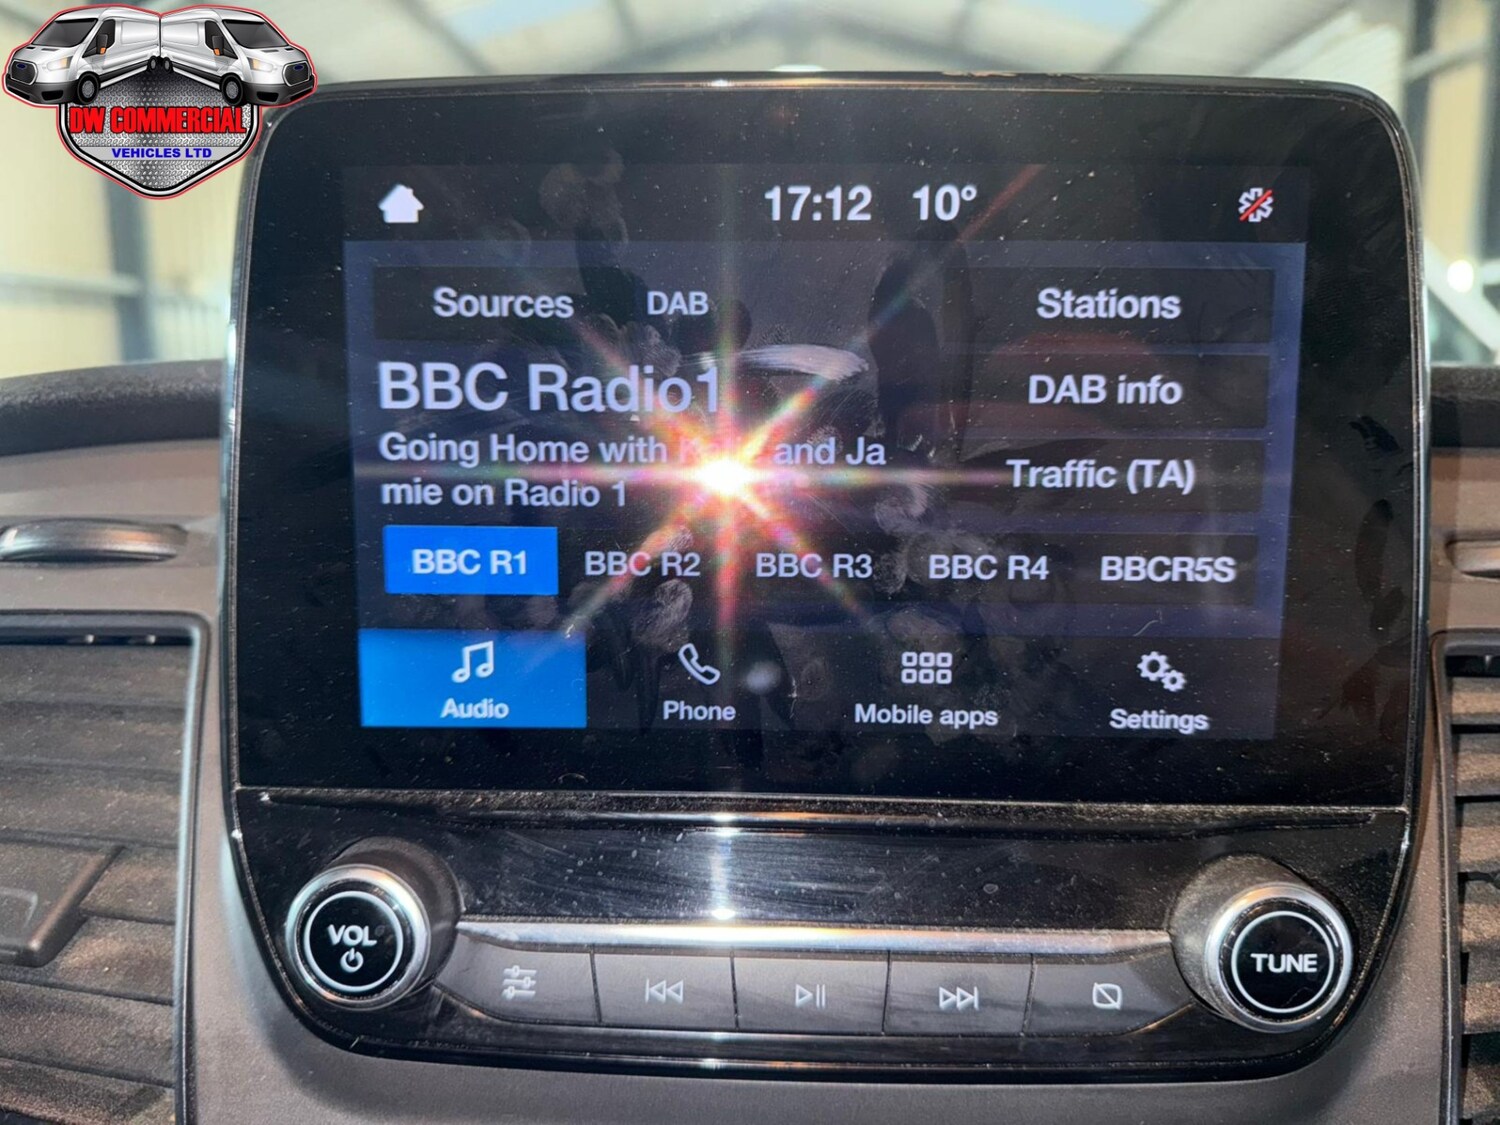 DW COMMERCIAL
VEHICLES LTD
17:12 10°
Sources DAB Stations
BBC Radio1
DAB info
Going Home with and Ja
mie on Radio 1
Traffic (TA)
BBC R1 BBC R2 BBC R3 BBC R4 BBCR5S
Audio Phone Mobile apps Settings
VOL
TUNE